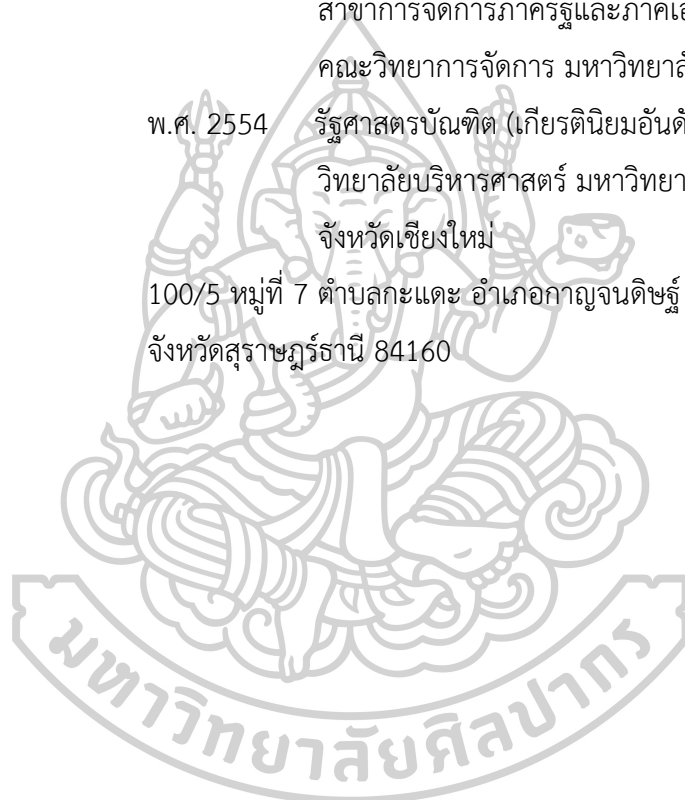 สาขาการจัดการภาครัฐและภาคเอ
คณะวิทยาการจัดการ มหาวิทยาลั
พ.ศ. 2554 รัฐศาสตรบัณฑิต (เกียรตินิยมอันดั
วิทยาลัยบริหารศาสตร์ มหาวิทยา
จังหวัดเชียงใหม่
100/5 หมู่ที่ 7 ตำบลกะแดะ อำเภอกาญจนดิษฐ์
จังหวัดสุราษฎร์ธานี 84160
มหาวิทยาลัยศิลปากร